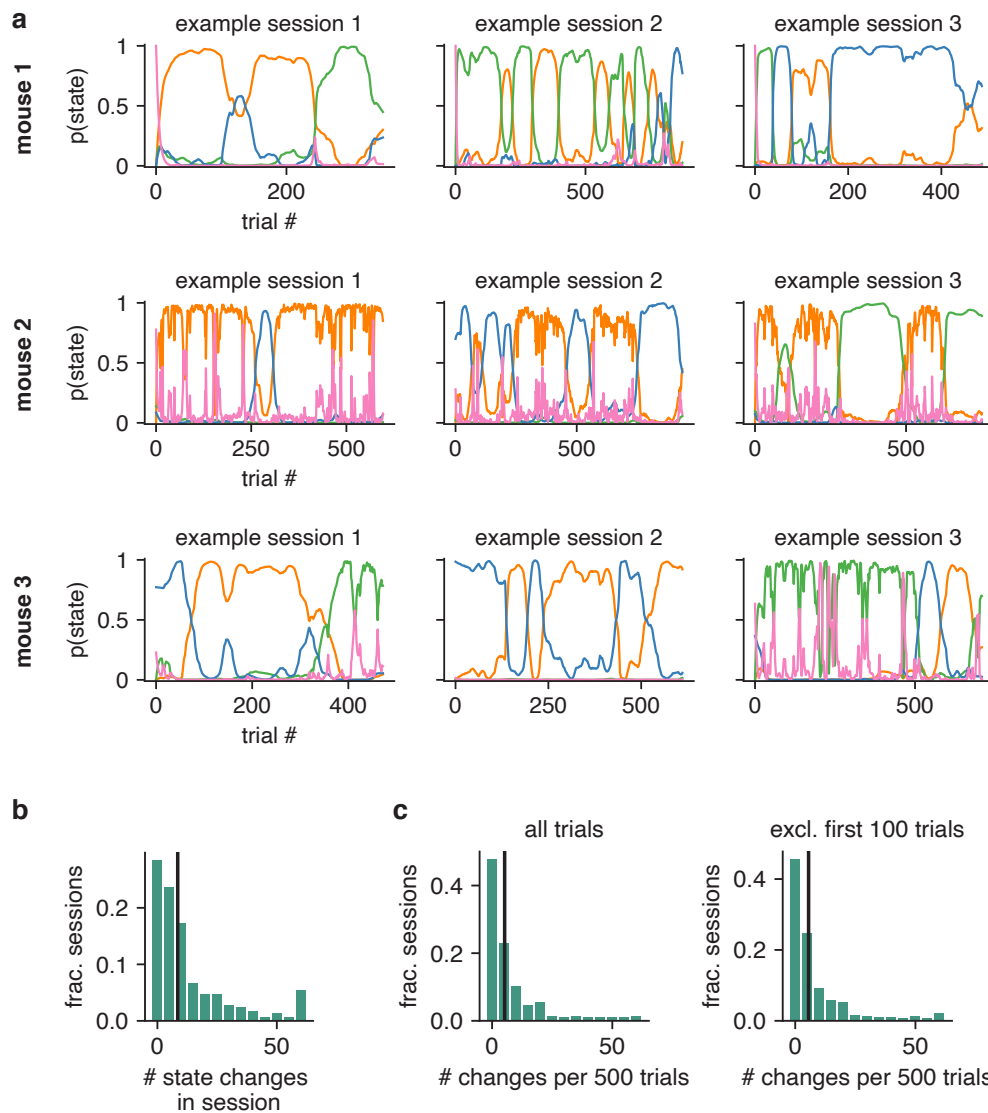 a
example session 1 example session 2 example session 3
mouse 1
p(state)
1
0.5
0
0 200
0 500
0 200 400
trial #
example session 1 example session 2 example session 3
mouse 2
p(state)
1
0.5
0
0 250 500
0 500
0 500
trial #
example session 1 example session 2 example session 3
mouse 3
p(state)
1
0.5
0
0 200 400
0 250 500
0 500
trial #
b
frac. sessions
0.2
0.1
0.0
0 50
# state changes
in session
c
all trials
frac. sessions
0.4
0.2
0.0
0 50
# changes per 500 trials
excl. first 100 trials
frac. sessions
0.4
0.2
0.0
0 50
# changes per 500 trials